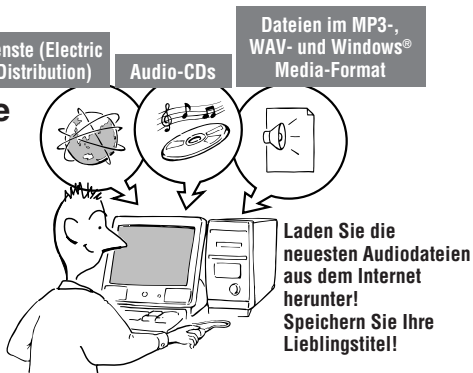 enste (Electric
Distribution)
Audio-CDs
Dateien im MP3-,
WAV- und Windows®
Media-Format
e
Laden Sie die
neuesten Audiodateien
aus dem Internet
herunter!
Speichern Sie Ihre
Lieblingstitel!